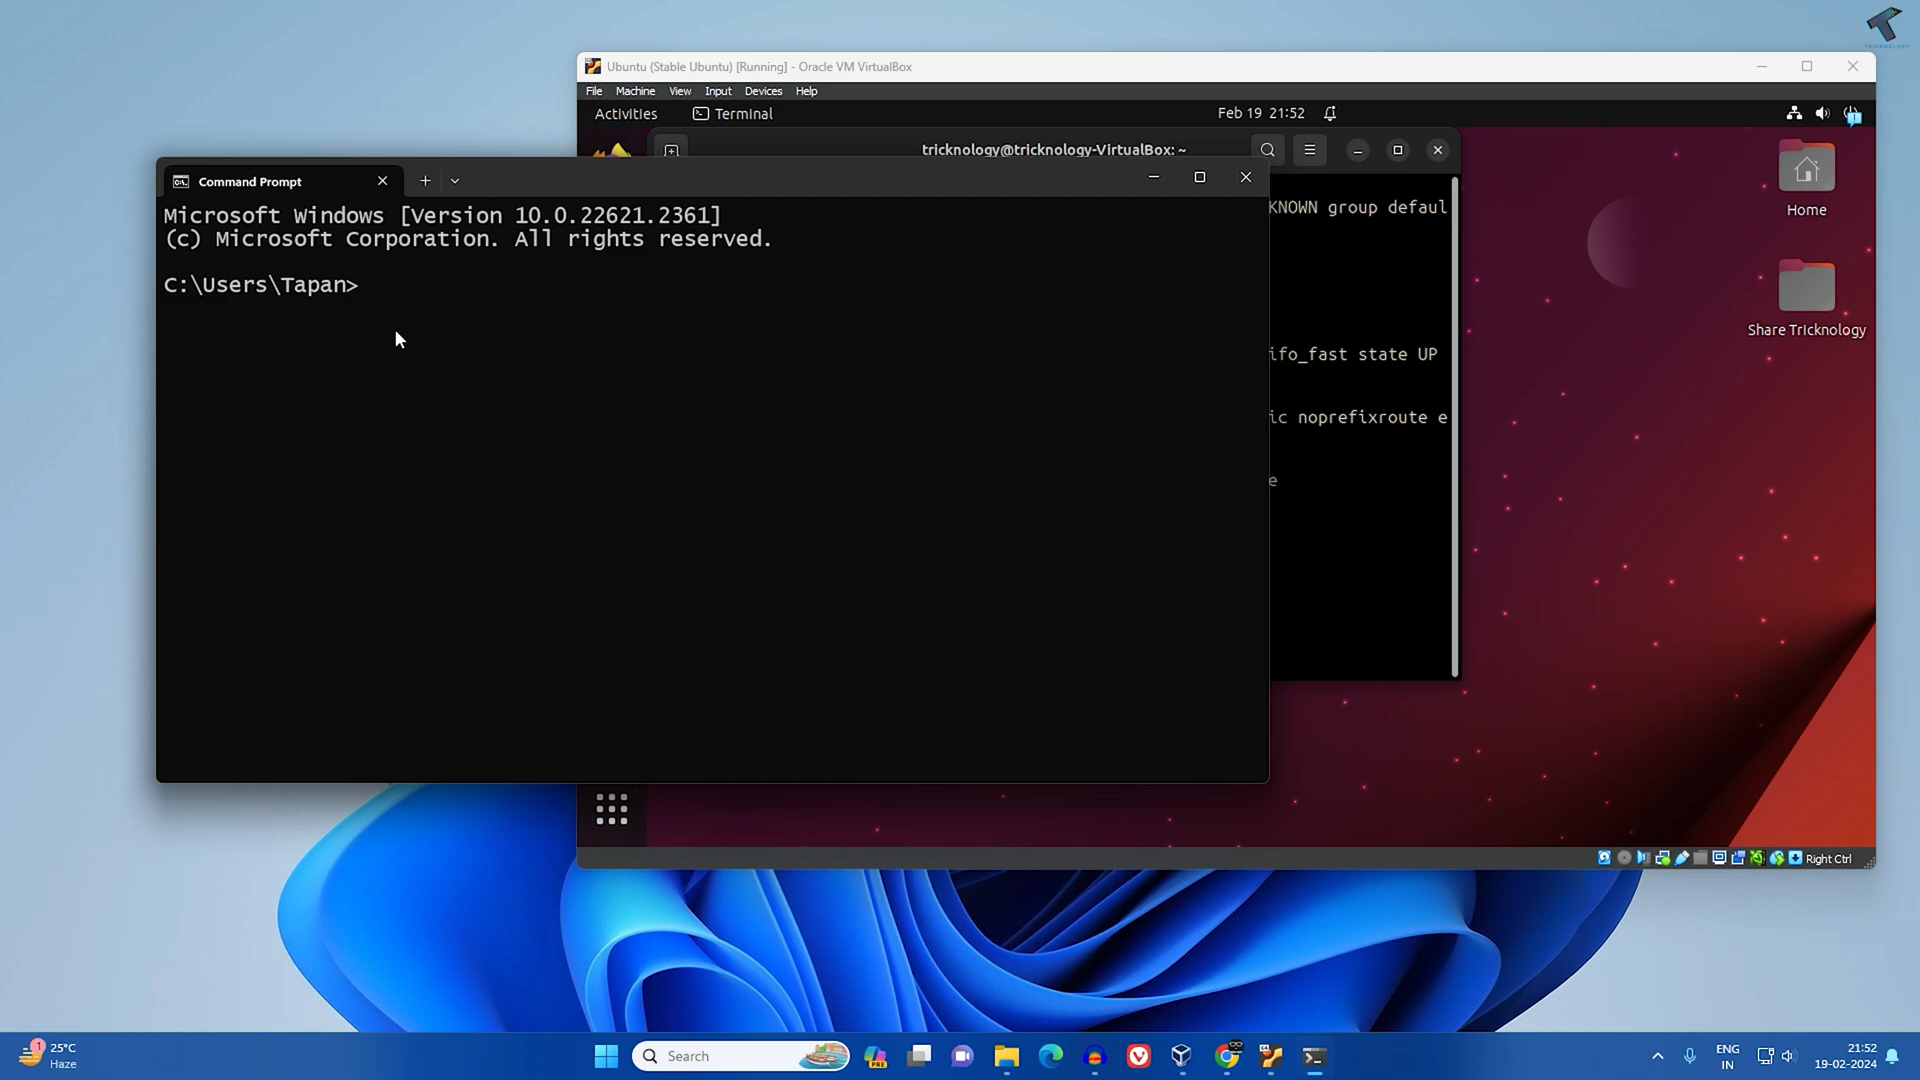 TRICKNOLOGY
Ubuntu (Stable Ubuntu) [Running] - Oracle VM VirtualBox
File Machine View Input Devices Help
Activities Terminal Feb 19 21:52
tricknology@tricknology-VirtualBox: ~
Command Prompt
Microsoft Windows [Version 10.0.22621.2361]
(c) Microsoft Corporation. All rights reserved.
C:\Users\Tapan>
KNOWN group defaul
ifo_fast state UP
ic noprefixroute e
e
Home
Share Tricknology
Right Ctrl
1
25°C
Haze
Search
PRE
ENG
IN
21:52
19-02-2024